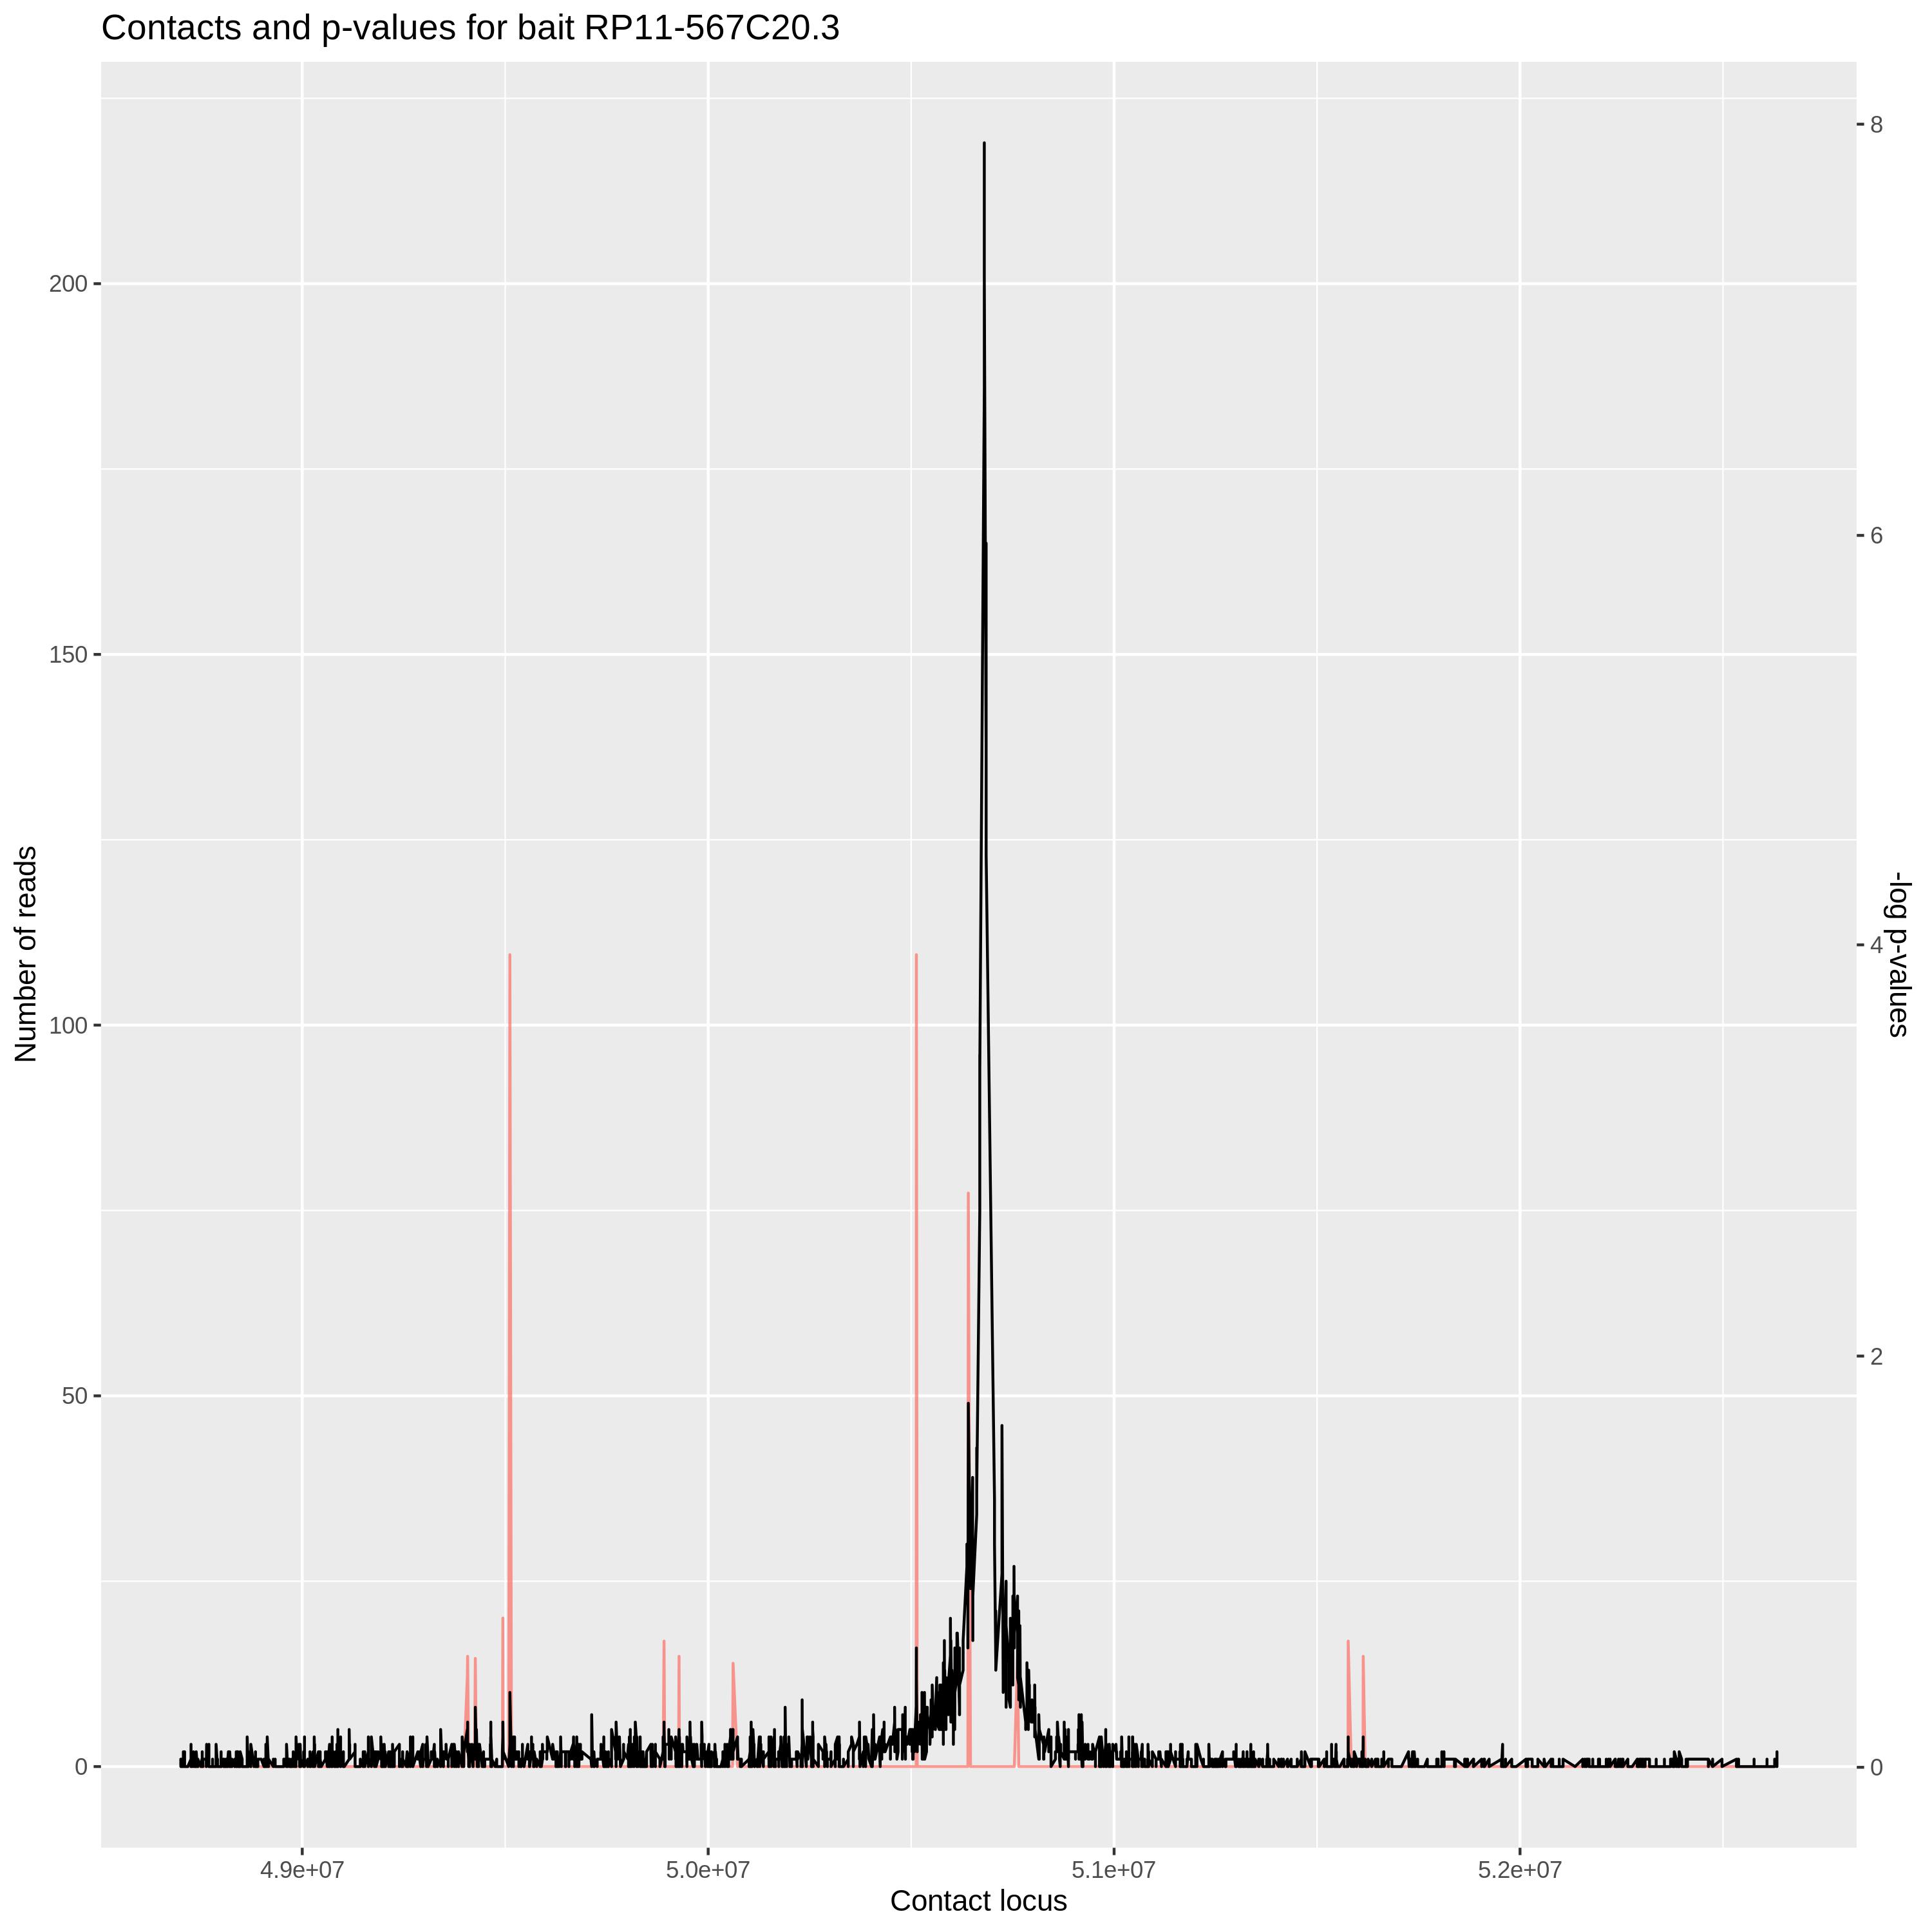 Contacts and p-values for bait RP11-567C20.3
Number of reads
200
150
100
50
0
8
6
4
2
0
-log p-values
4.9e+07
5.0e+07
5.1e+07
5.2e+07
Contact locus